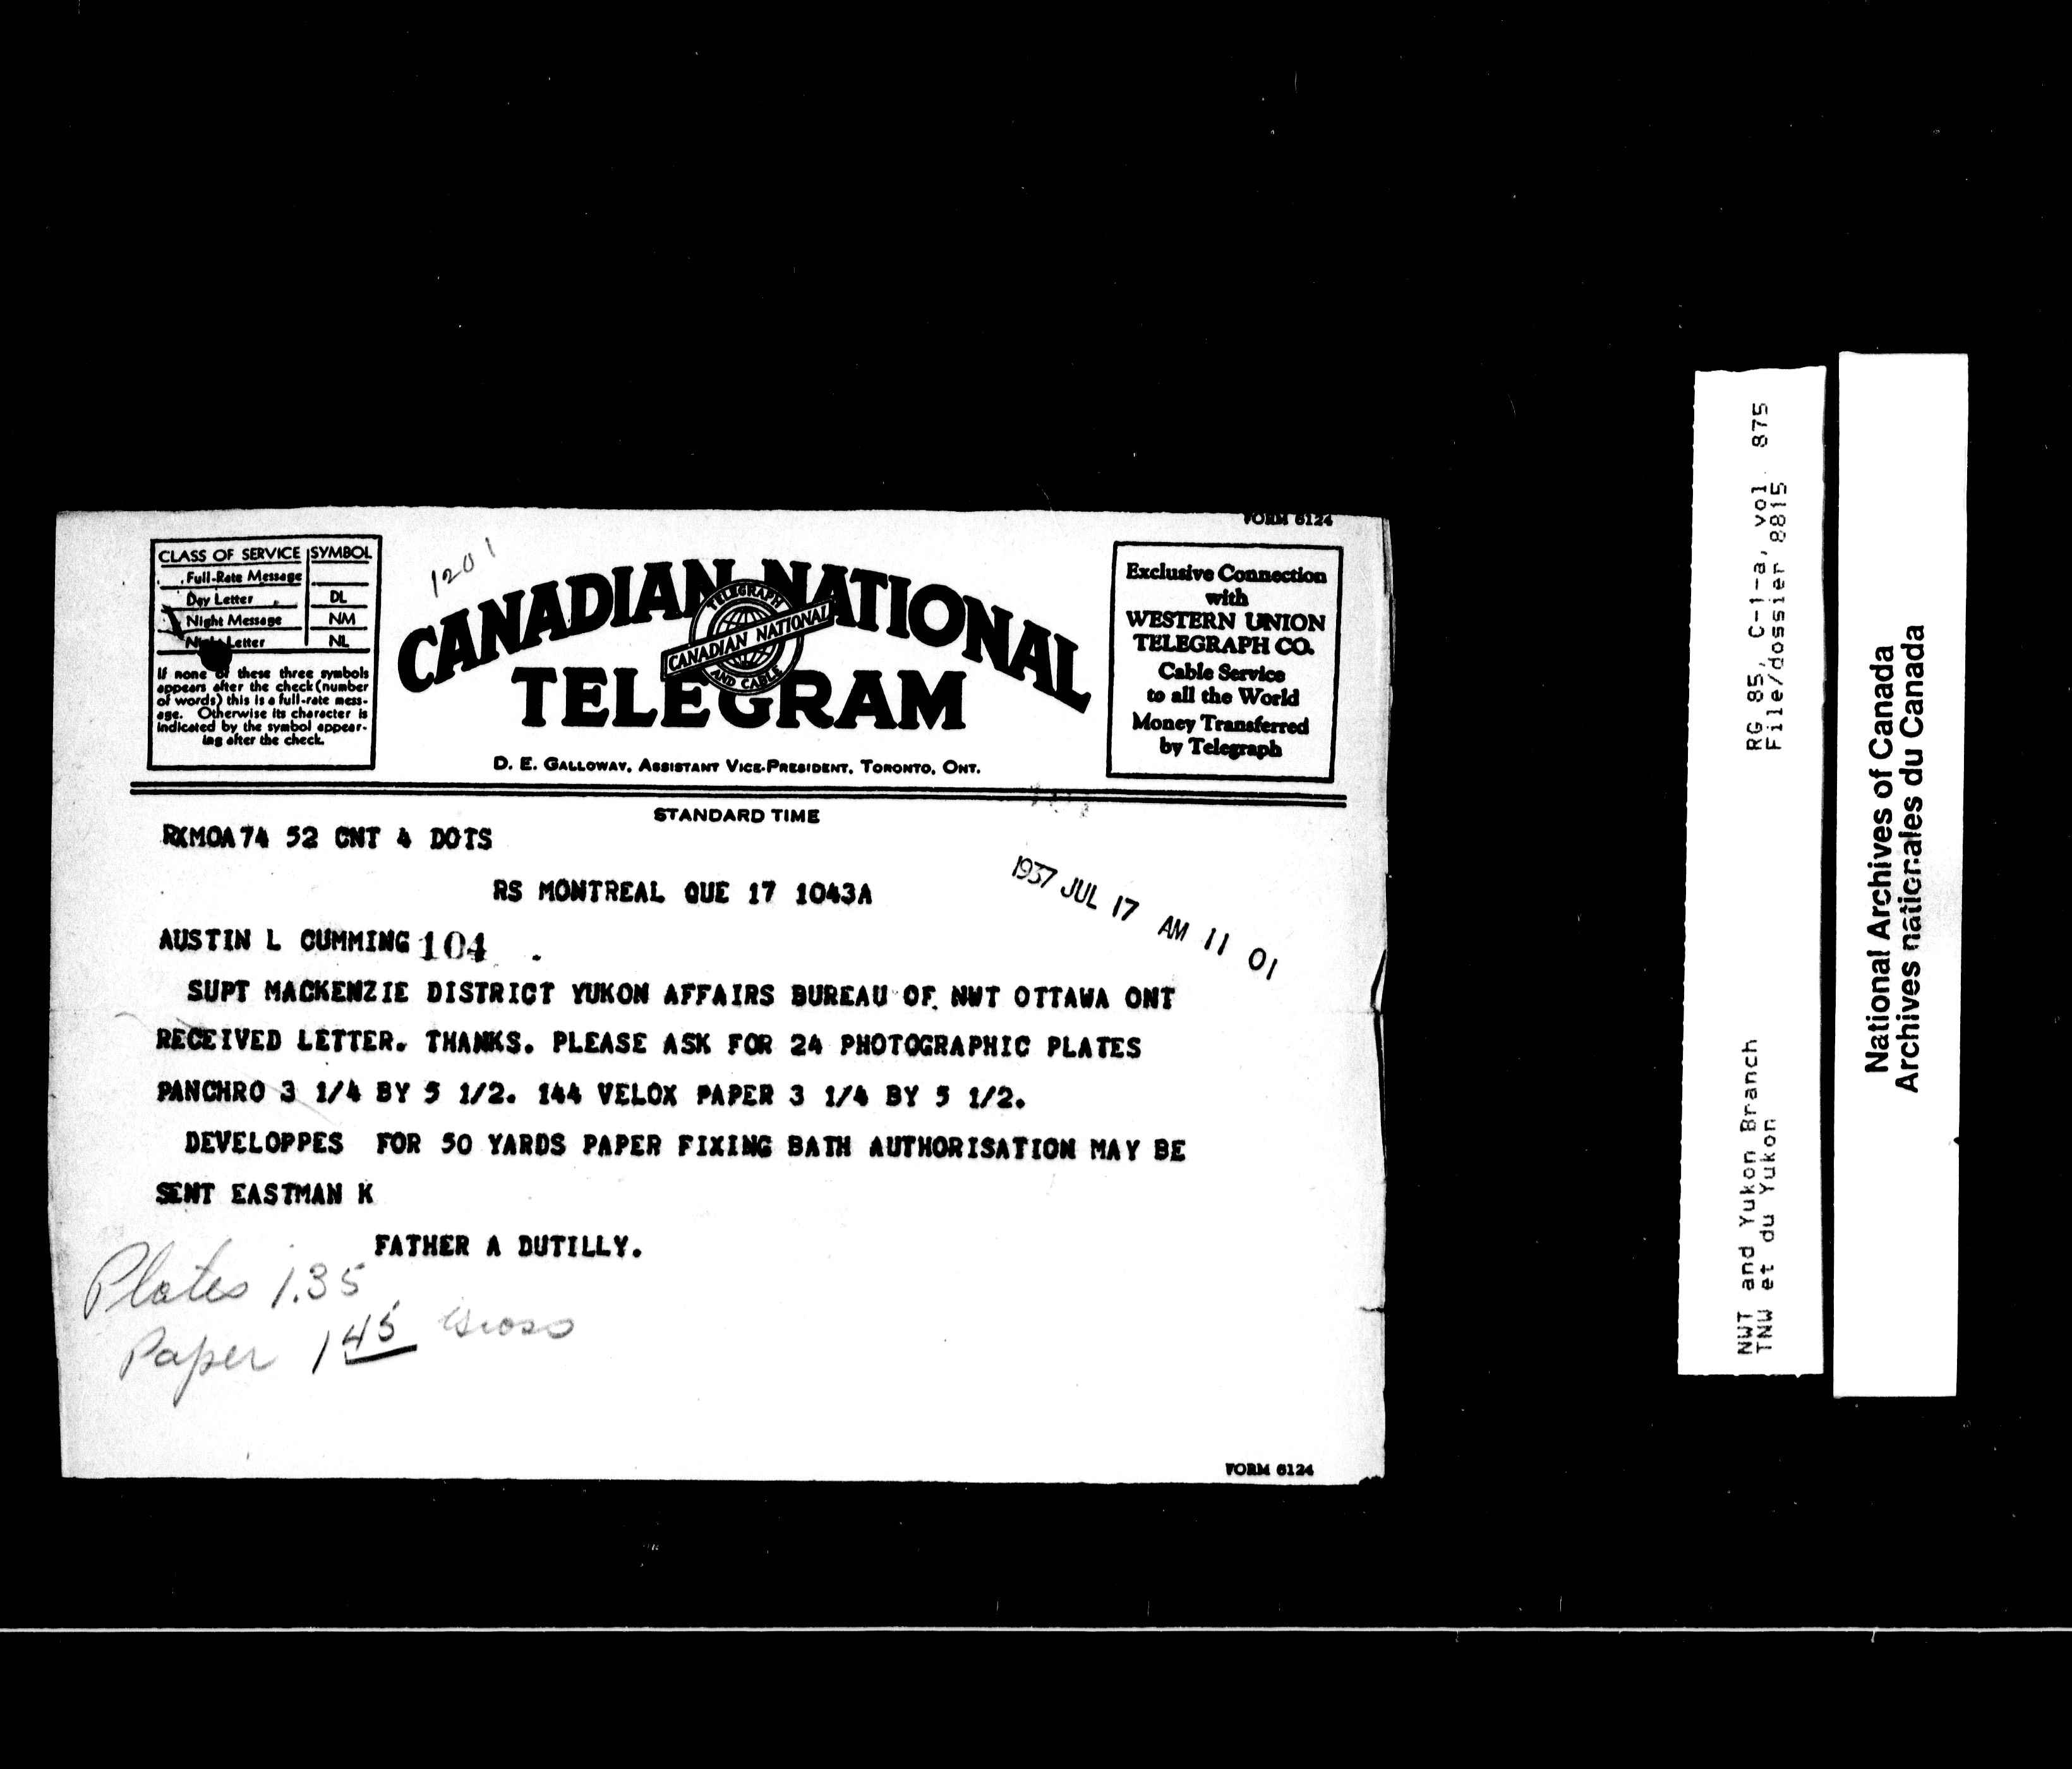 FORM 6124
CLASS OF SERVICE SYMBOL
Full-Rate Message
Day Letter DL
Night Message NM
Night Letter NL
If none of these three symbols
appears after the check (number
of words) this is a full-rate mess-
age. Otherwise its character is
indicated by the symbol appear-
ing after the check.
1201
CANADIAN NATIONAL
TELEGRAPH
CANADIAN NATIONAL
AND CABLE
TELEGRAM
D. E. GALLOWAY, ASSISTANT VICE-PRESIDENT, TORONTO, ONT.
Exclusive Connection
with
WESTERN UNION
TELEGRAPH CO.
Cable Service
to all the World
Money Transferred
by Telegraph
STANDARD TIME
RXMOA74 52 CNT 4 DOTS
RS MONTREAL QUE 17 1043A
1937 JUL 17 AM 11 01
AUSTIN L CUMMING 104
SUPT MACKENZIE DISTRICT YUKON AFFAIRS BUREAU OF NWT OTTAWA ONT
RECEIVED LETTER. THANKS. PLEASE ASK FOR 24 PHOTOGRAPHIC PLATES
PANCHRO 3 1/4 BY 5 1/2. 144 VELOX PAPER 3 1/4 BY 5 1/2.
DEVELOPPES FOR 50 YARDS PAPER FIXING BATH AUTHORISATION MAY BE
SENT EASTMAN K
FATHER A DUTILLY.
Plates 1.35
Paper 1 45 Gross
FORM 6124
NWT and Yukon Branch RG 85, C-1-a, vol 875
TNW et du Yukon File/dossier 8815
National Archives of Canada
Archives nationales du Canada